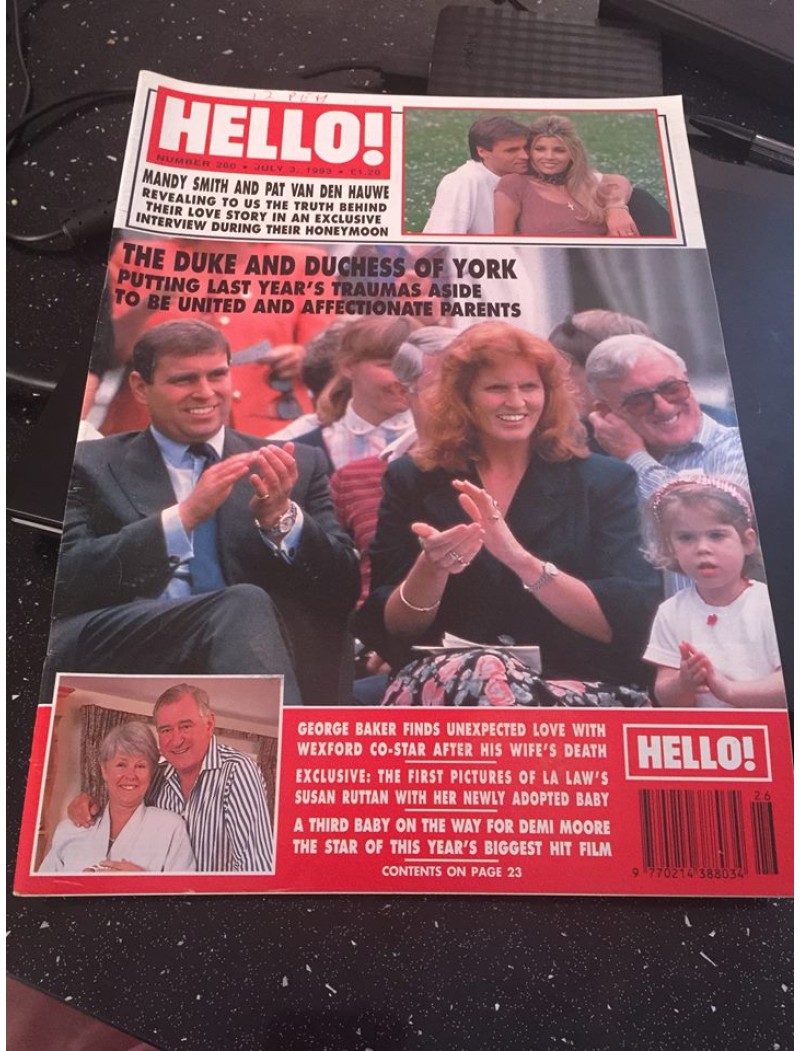 HELLO!
NUMBER 260 • JULY 3, 1993 • £1.20
MANDY SMITH AND PAT VAN DEN HAUWE
REVEALING TO US THE TRUTH BEHIND
THEIR LOVE STORY IN AN EXCLUSIVE
INTERVIEW DURING THEIR HONEYMOON
THE DUKE AND DUCHESS OF YORK
PUTTING LAST YEAR'S TRAUMAS ASIDE
TO BE UNITED AND AFFECTIONATE PARENTS
GEORGE BAKER FINDS UNEXPECTED LOVE WITH
WEXFORD CO-STAR AFTER HIS WIFE'S DEATH
EXCLUSIVE: THE FIRST PICTURES OF LA LAW'S
SUSAN RUTTAN WITH HER NEWLY ADOPTED BABY
A THIRD BABY ON THE WAY FOR DEMI MOORE
THE STAR OF THIS YEAR'S BIGGEST HIT FILM
CONTENTS ON PAGE 23
HELLO!
26
9 770214 388034